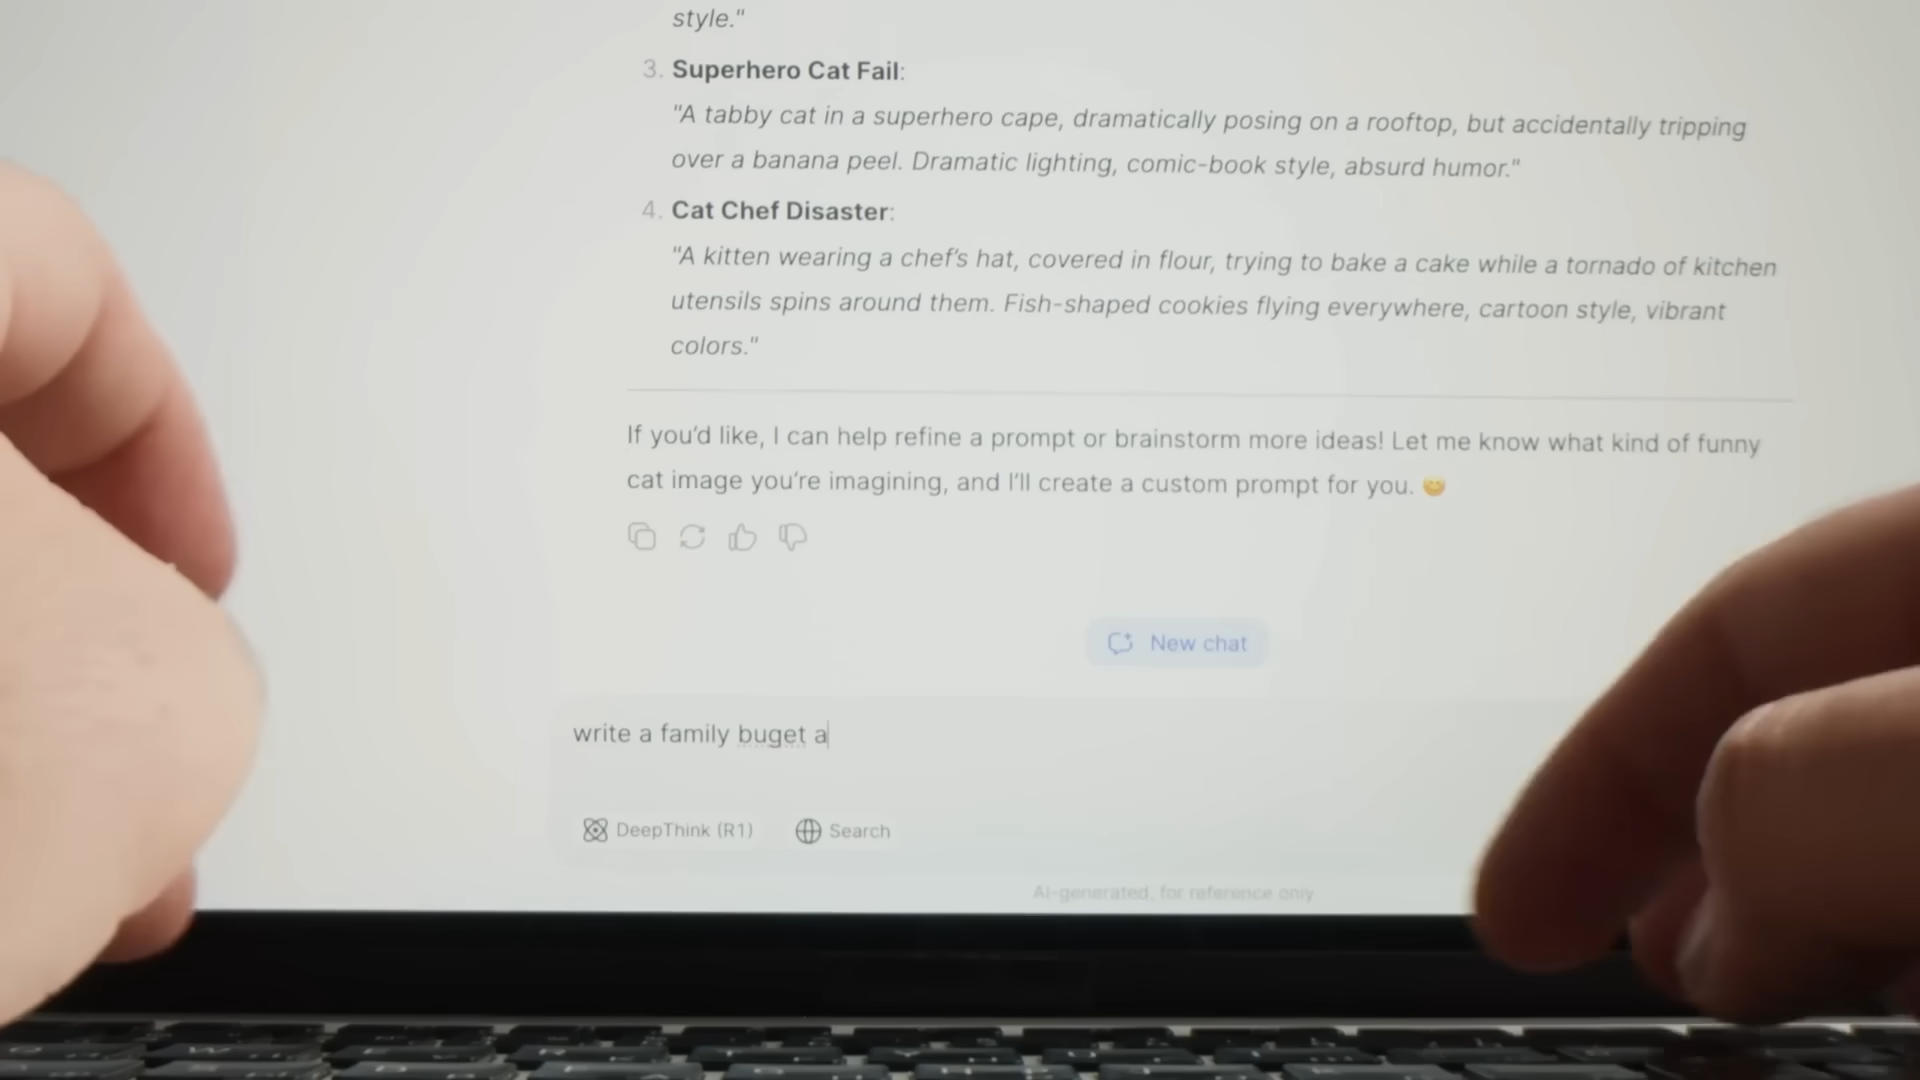 style."
3. Superhero Cat Fail:
"A tabby cat in a superhero cape, dramatically posing on a rooftop, but accidentally tripping
over a banana peel. Dramatic lighting, comic-book style, absurd humor."
4. Cat Chef Disaster:
"A kitten wearing a chef's hat, covered in flour, trying to bake a cake while a tornado of kitchen
utensils spins around them. Fish-shaped cookies flying everywhere, cartoon style, vibrant
colors."
If you'd like, I can help refine a prompt or brainstorm more ideas! Let me know what kind of funny
cat image you're imagining, and I'll create a custom prompt for you. 😊
New chat
write a family buget a
DeepThink (R1) Search
AI-generated, for reference only